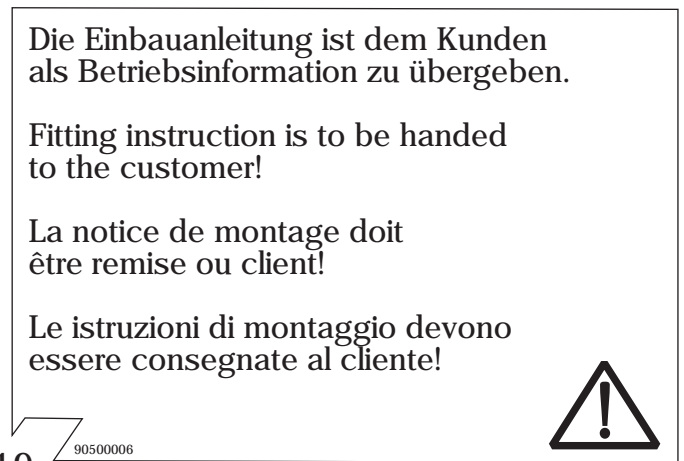 Die Einbauanleitung ist dem Kunden
als Betriebsinformation zu übergeben.
Fitting instruction is to be handed
to the customer!
La notice de montage doit
être remise ou client!
Le istruzioni di montaggio devono
essere consegnate al cliente!
90500006